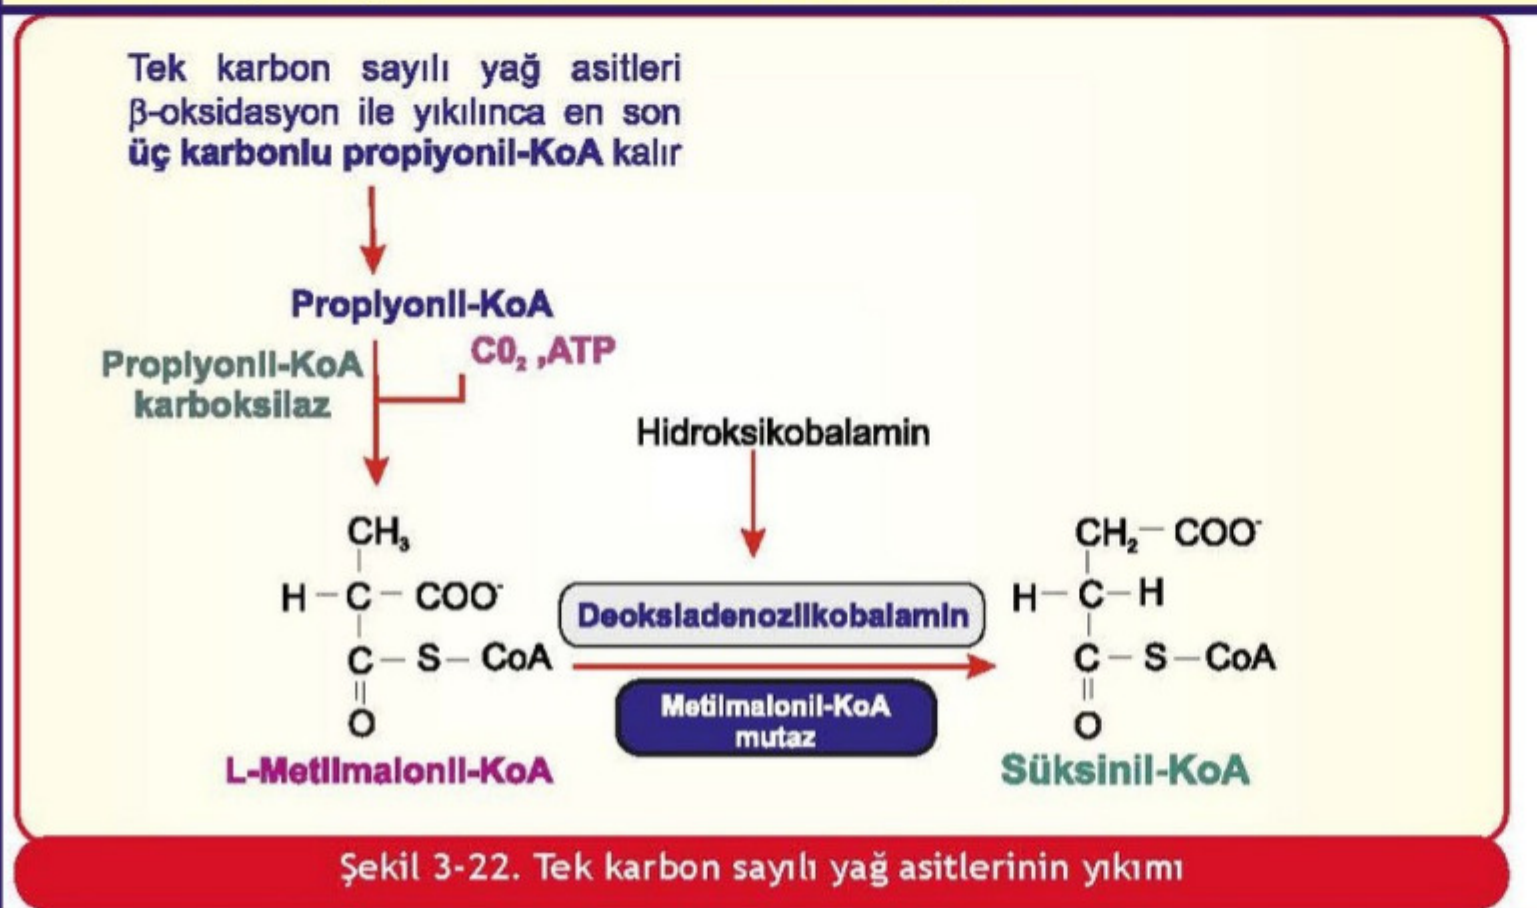 Tek karbon sayılı yağ asitleri
β-oksidasyon ile yıkılınca en son
üç karbonlu propiyonil-KoA kalır
Propiyonil-KoA
Propiyonil-KoA
karboksilaz
C0₂ ,ATP
Hidroksikobalamin
CH₃
H – C – COO⁻
C – S – CoA
O
L-Metilmalonil-KoA
Deoksiadenozilkobalamin
Metilmalonil-KoA
mutaz
CH₂ – COO⁻
H – C – H
C – S – CoA
O
Süksinil-KoA
Şekil 3-22. Tek karbon sayılı yağ asitlerinin yıkımı